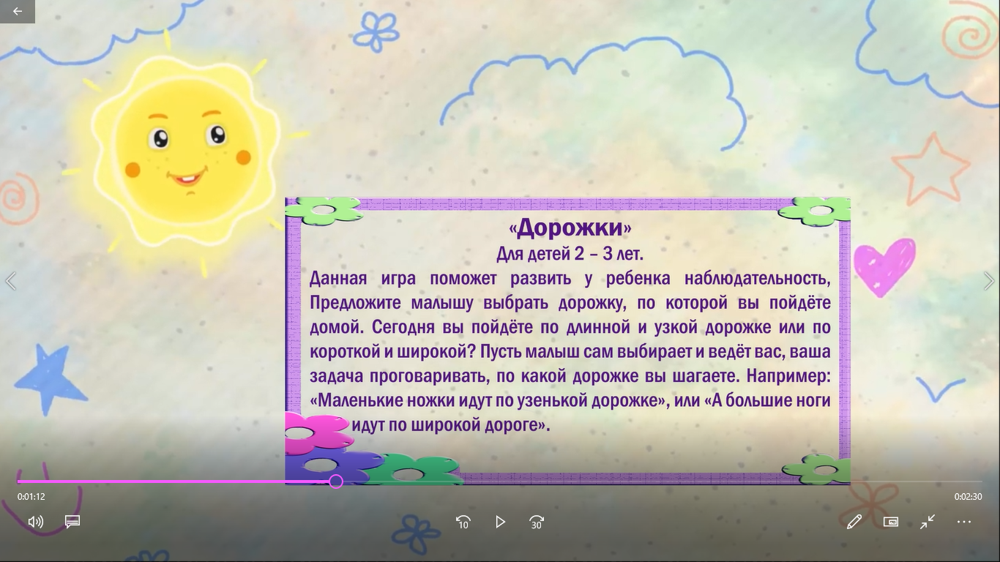 «Дорожки»
Для детей 2 – 3 лет.
Данная игра поможет развить у ребенка наблюдательность,
Предложите малышу выбрать дорожку, по которой вы пойдёте
домой. Сегодня вы пойдёте по длинной и узкой дорожке или по
короткой и широкой? Пусть малыш сам выбирает и ведёт вас, ваша
задача проговаривать, по какой дорожке вы шагаете. Например:
«Маленькие ножки идут по узенькой дорожке», или «А большие ноги
идут по широкой дороге».
0:01:12
0:02:30
10
30